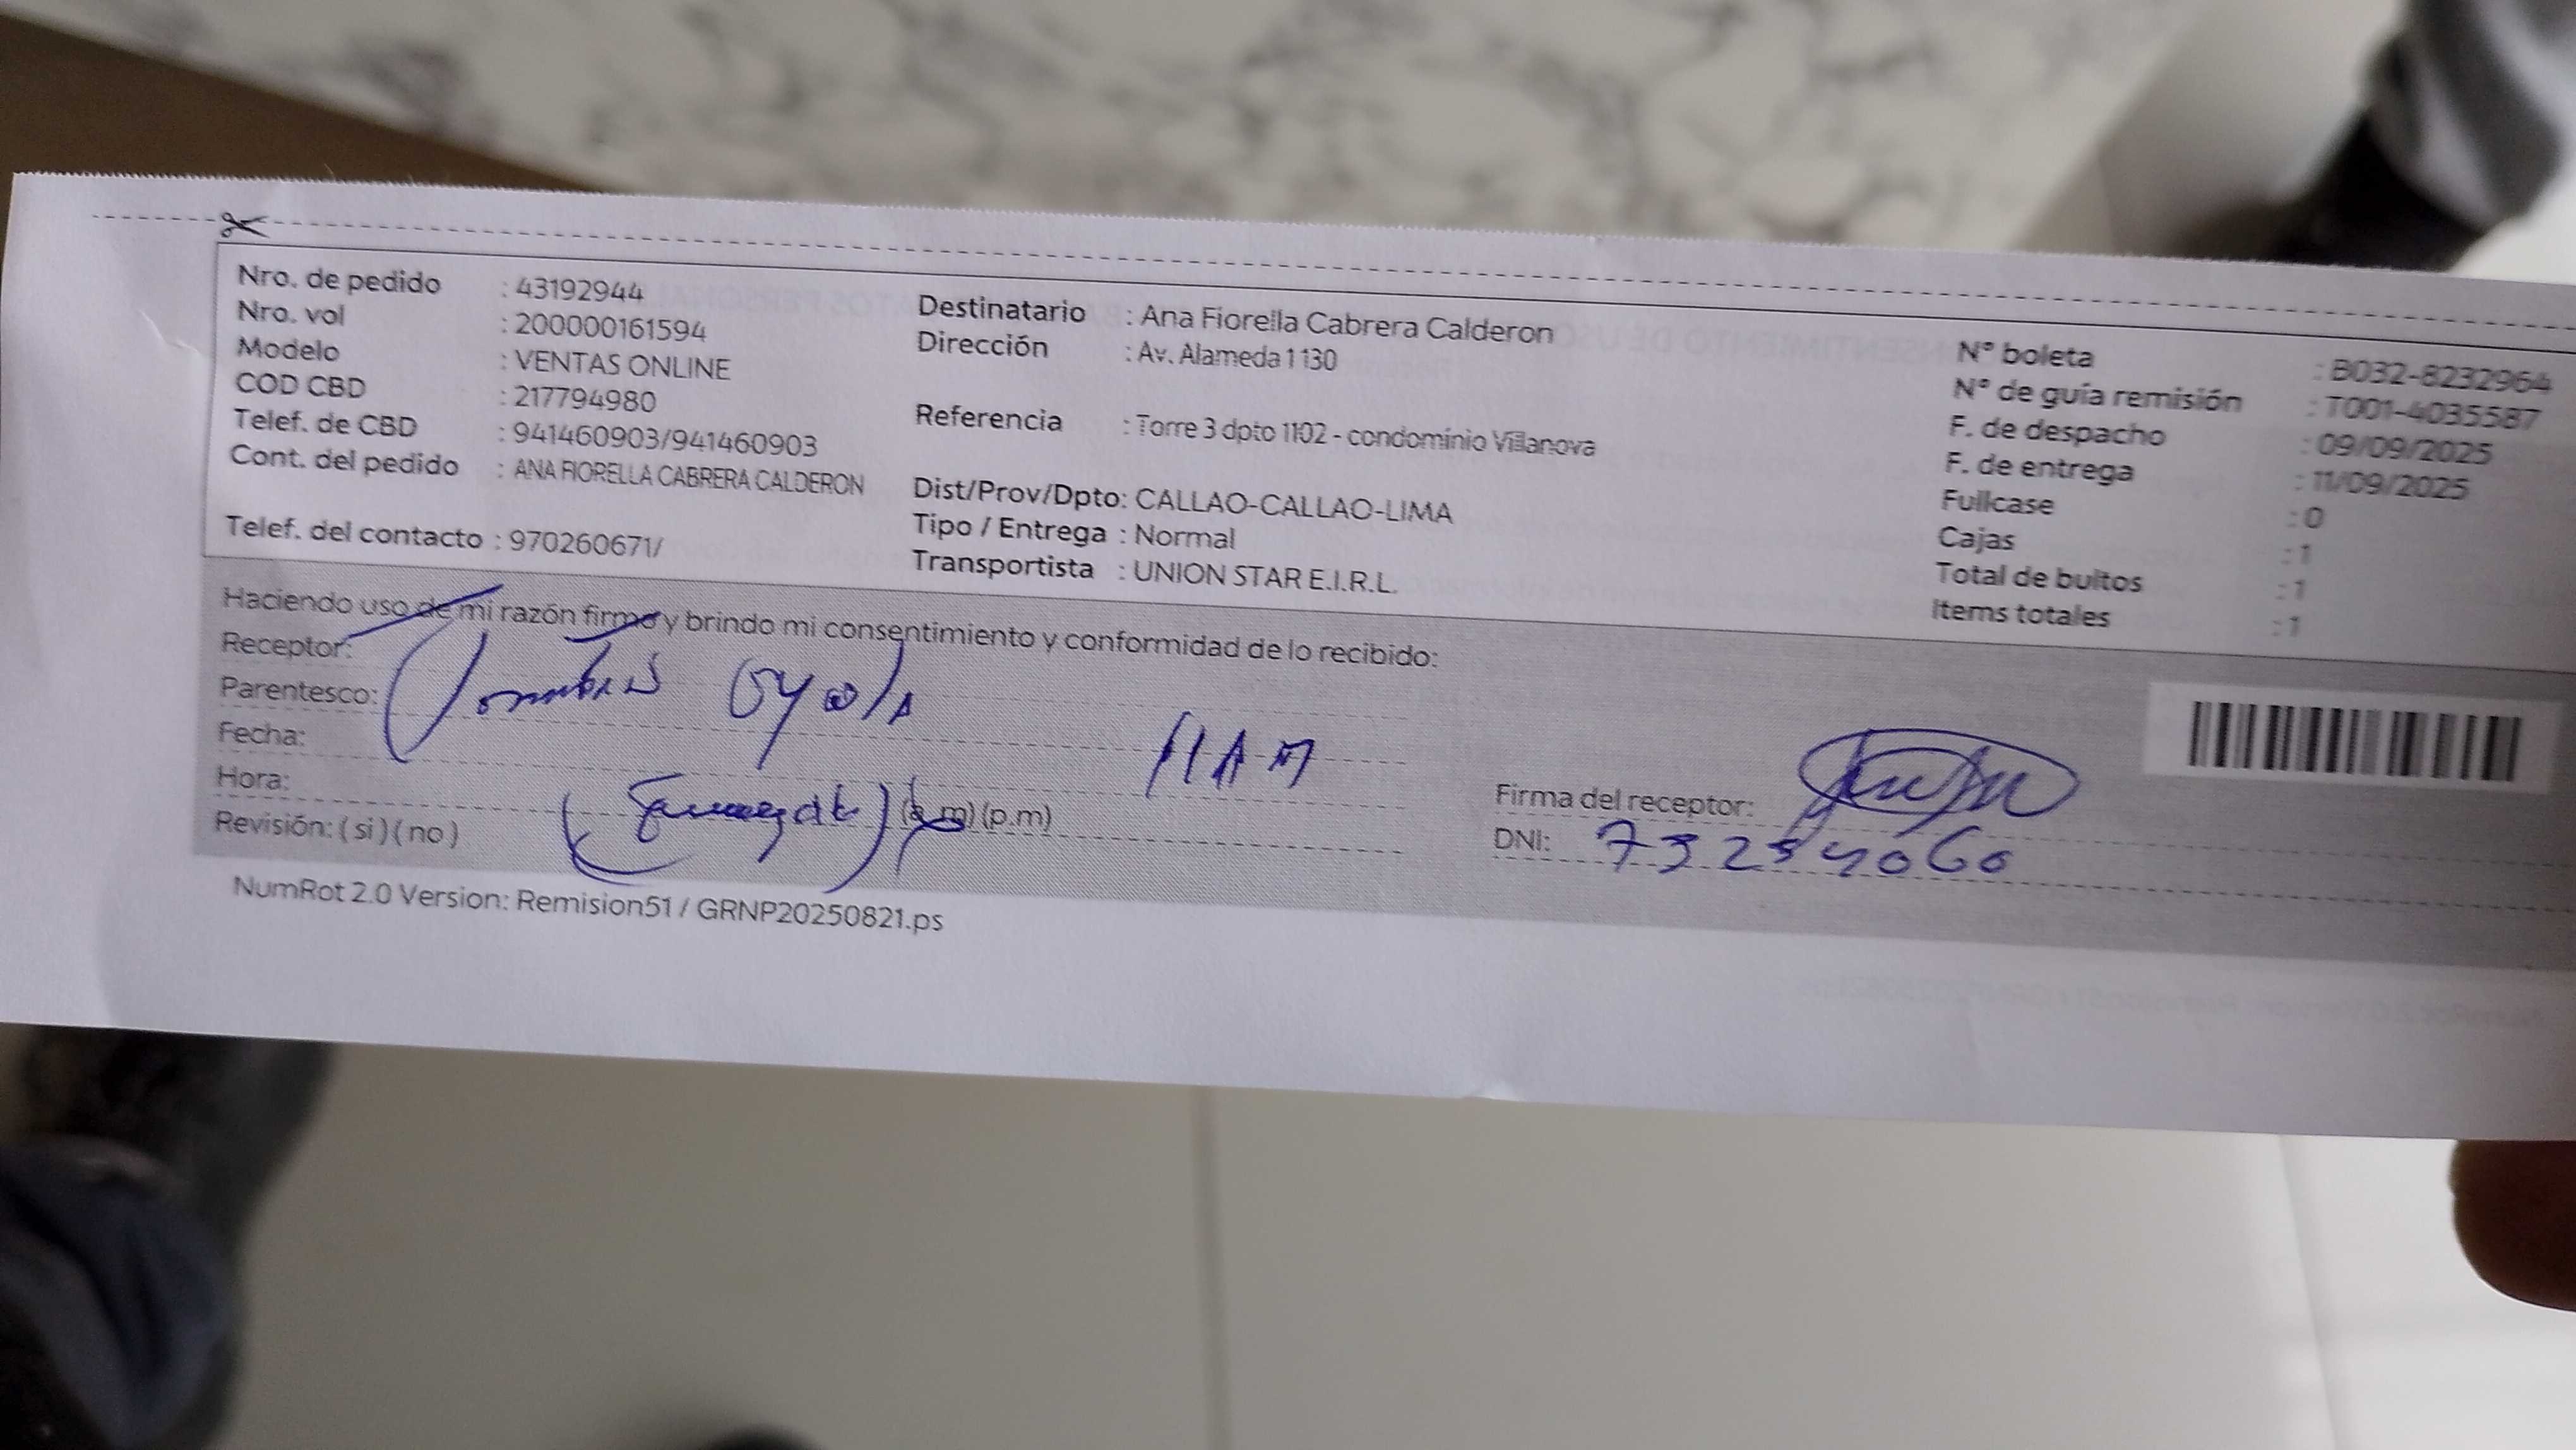 Nro. de pedido : 43192944
Nro. vol : 200000161594
Modelo : VENTAS ONLINE
COD CBD : 217794980
Telef. de CBD : 941460903/941460903
Cont. del pedido : ANA FIORELLA CABRERA CALDERON
Telef. del contacto : 970260671/
Destinatario : Ana Fiorella Cabrera Calderon
Dirección : Av. Alameda 1 130
Referencia : Torre 3 dpto 1102 - condominio Villanova
Dist/Prov/Dpto: CALLAO-CALLAO-LIMA
Tipo / Entrega : Normal
Transportista : UNION STAR E.I.R.L.
N° boleta : B032-8232964
N° de guía remisión : T001-4035587
F. de despacho : 09/09/2025
F. de entrega : 11/09/2025
Fullcase : 0
Cajas : 1
Total de bultos : 1
Items totales : 1
Haciendo uso de mi razón firmo y brindo mi consentimiento y conformidad de lo recibido:
Receptor:
Parentesco:
Fecha: 11AM
Hora: (a.m) (p.m)
Revisión: ( si ) ( no )
Firma del receptor:
DNI: 73254060
NumRot 2.0 Version: Remision51 / GRNP20250821.ps